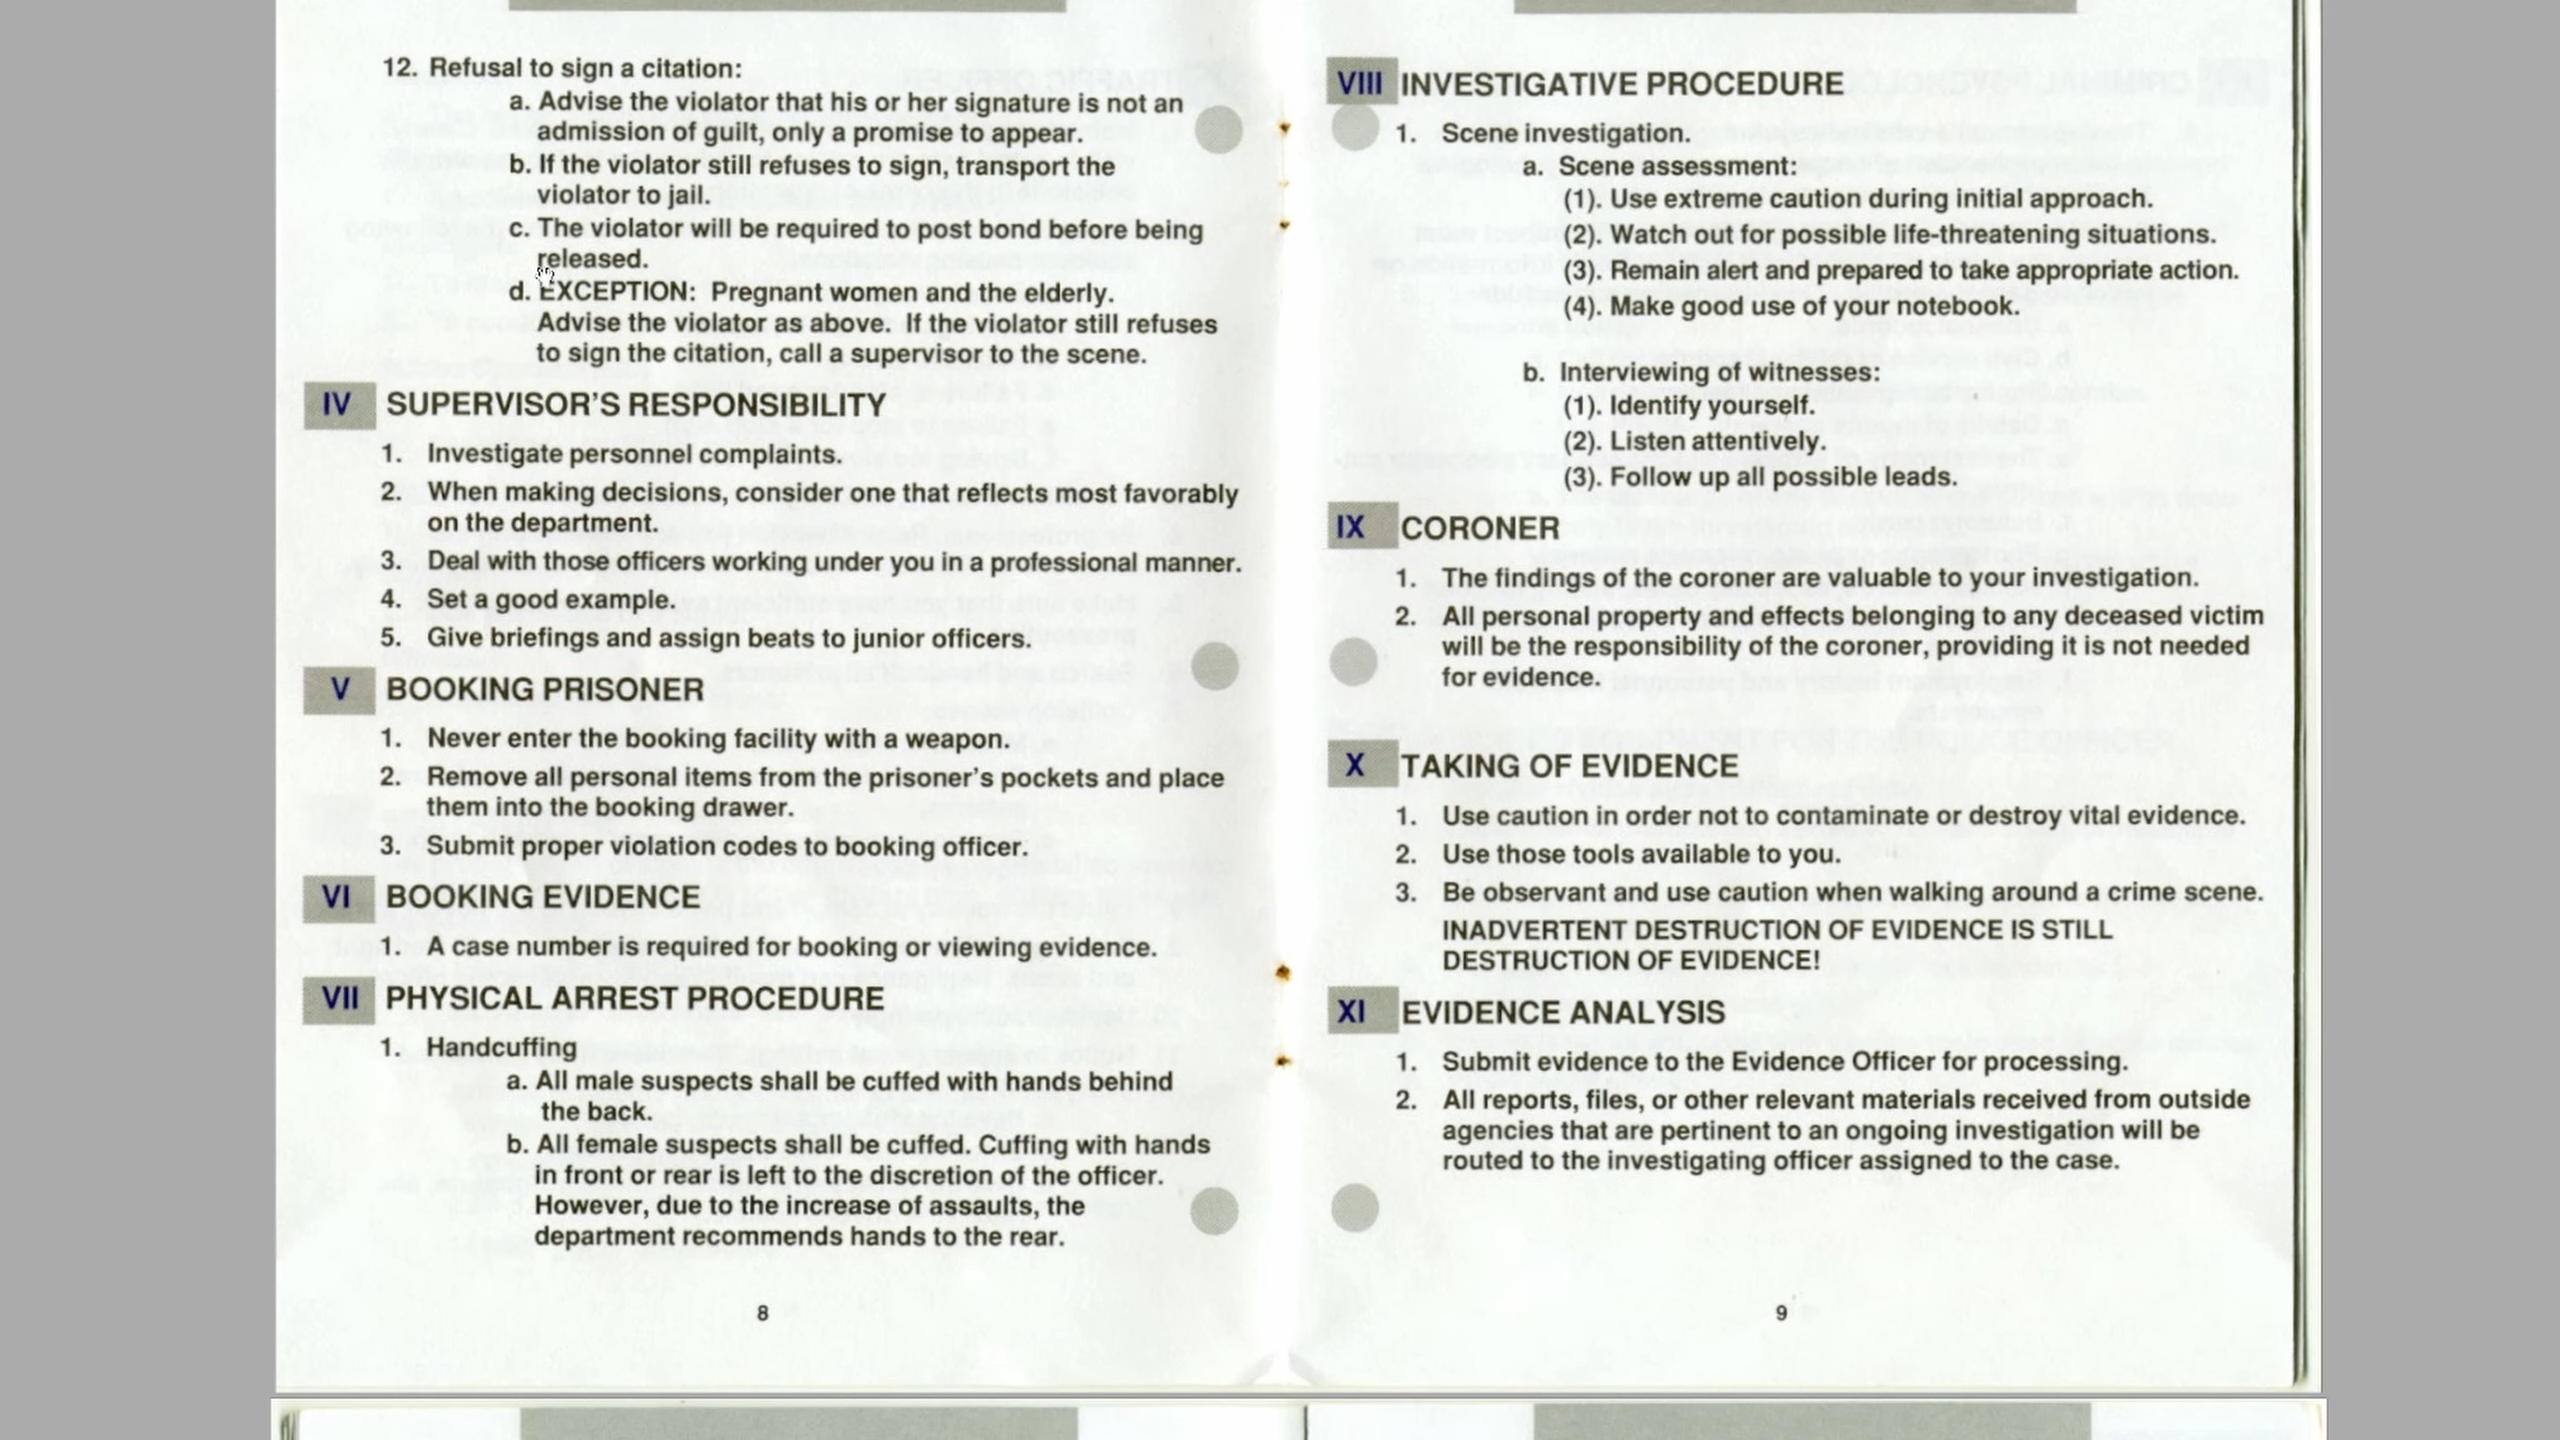 12. Refusal to sign a citation:
a. Advise the violator that his or her signature is not an
admission of guilt, only a promise to appear.
b. If the violator still refuses to sign, transport the
violator to jail.
c. The violator will be required to post bond before being
released.
d. EXCEPTION: Pregnant women and the elderly.
Advise the violator as above. If the violator still refuses
to sign the citation, call a supervisor to the scene.
IV SUPERVISOR'S RESPONSIBILITY
1. Investigate personnel complaints.
2. When making decisions, consider one that reflects most favorably
on the department.
3. Deal with those officers working under you in a professional manner.
4. Set a good example.
5. Give briefings and assign beats to junior officers.
V BOOKING PRISONER
1. Never enter the booking facility with a weapon.
2. Remove all personal items from the prisoner's pockets and place
them into the booking drawer.
3. Submit proper violation codes to booking officer.
VI BOOKING EVIDENCE
1. A case number is required for booking or viewing evidence.
VII PHYSICAL ARREST PROCEDURE
1. Handcuffing
a. All male suspects shall be cuffed with hands behind
the back.
b. All female suspects shall be cuffed. Cuffing with hands
in front or rear is left to the discretion of the officer.
However, due to the increase of assaults, the
department recommends hands to the rear.
8
VIII INVESTIGATIVE PROCEDURE
1. Scene investigation.
a. Scene assessment:
(1). Use extreme caution during initial approach.
(2). Watch out for possible life-threatening situations.
(3). Remain alert and prepared to take appropriate action.
(4). Make good use of your notebook.
b. Interviewing of witnesses:
(1). Identify yourself.
(2). Listen attentively.
(3). Follow up all possible leads.
IX CORONER
1. The findings of the coroner are valuable to your investigation.
2. All personal property and effects belonging to any deceased victim
will be the responsibility of the coroner, providing it is not needed
for evidence.
X TAKING OF EVIDENCE
1. Use caution in order not to contaminate or destroy vital evidence.
2. Use those tools available to you.
3. Be observant and use caution when walking around a crime scene.
INADVERTENT DESTRUCTION OF EVIDENCE IS STILL
DESTRUCTION OF EVIDENCE!
XI EVIDENCE ANALYSIS
1. Submit evidence to the Evidence Officer for processing.
2. All reports, files, or other relevant materials received from outside
agencies that are pertinent to an ongoing investigation will be
routed to the investigating officer assigned to the case.
9